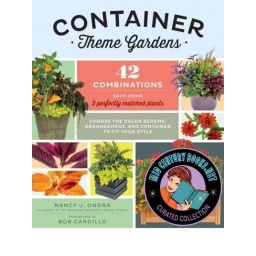 CONTAINER
• Theme Gardens •
42
COMBINATIONS
EACH USING
5 perfectly matched plants
CHOOSE THE COLOR SCHEME,
ARRANGEMENT, AND CONTAINER
TO FIT YOUR STYLE
NANCY J. ONDRA
Photography by
ROB CARDILLO
MID CENTURY BOOKS.BUY
CURATED COLLECTION